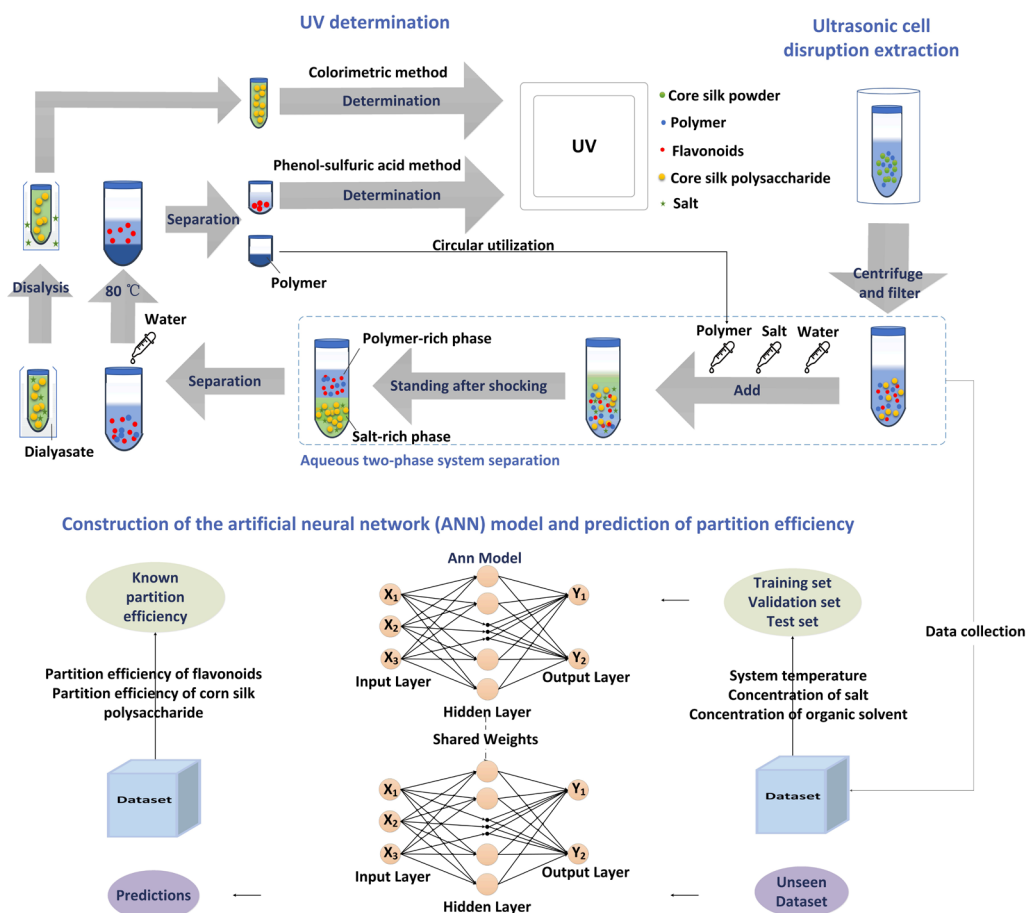 UV determination
Ultrasonic cell
disruption extraction
Colorimetric method
Determination
Phenol-sulfuric acid method
Determination
UV
Core silk powder
Polymer
Flavonoids
Core silk polysaccharide
Salt
Separation
Circular utilization
Polymer
Disalysis
80 ℃
Water
Centrifuge
and filter
Polymer
Salt
Water
Add
Polymer-rich phase
Standing after shocking
Separation
Salt-rich phase
Dialyasate
Aqueous two-phase system separation
Construction of the artificial neural network (ANN) model and prediction of partition efficiency
Ann Model
Known
partition
efficiency
X1
X2
X3
Y1
Y2
Training set
Validation set
Test set
Data collection
Partition efficiency of flavonoids
Partition efficiency of corn silk
polysaccharide
Input Layer
Output Layer
Hidden Layer
System temperature
Concentration of salt
Concentration of organic solvent
Shared Weights
Dataset
X1
X2
X3
Y1
Y2
Dataset
Input Layer
Output Layer
Hidden Layer
Predictions
Unseen
Dataset